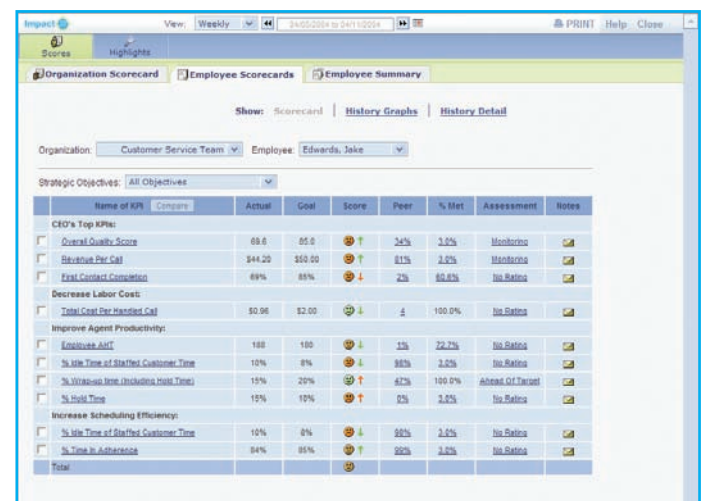 Impact View: Weekly 24/05/2004 to 04/11/2004 PRINT Help Close
Scores Highlights
Organization Scorecard Employee Scorecards Employee Summary
Show: Scorecard | History Graphs | History Detail
Organization: Customer Service Team Employee: Edwards, Jake
Strategic Objectives: All Objectives
Name of KPI Compare Actual Goal Score Peer % Met Assessment Notes
CEO's Top KPIs:
Overall Quality Score 69.6 85.0 34% 3.0% Monitoring
Revenue Per Call $44.20 $50.00 81% 3.0% Monitoring
First Contact Completion 69% 85% 2% 60.6% No Rating
Decrease Labor Cost:
Total Cost Per Handled Call $0.96 $2.00 4 100.0% No Rating
Improve Agent Productivity:
Employee AHT 188 180 1% 72.7% No Rating
% Idle Time of Staffed Customer Time 10% 8% 98% 3.0% No Rating
% Wrap-up time (Including Hold Time) 15% 20% 47% 100.0% Ahead Of Target
% Hold Time 15% 10% 0% 3.0% No Rating
Increase Scheduling Efficiency:
% Idle Time of Staffed Customer Time 10% 8% 98% 3.0% No Rating
% Time in Adherence 84% 85% 99% 3.0% No Rating
Total